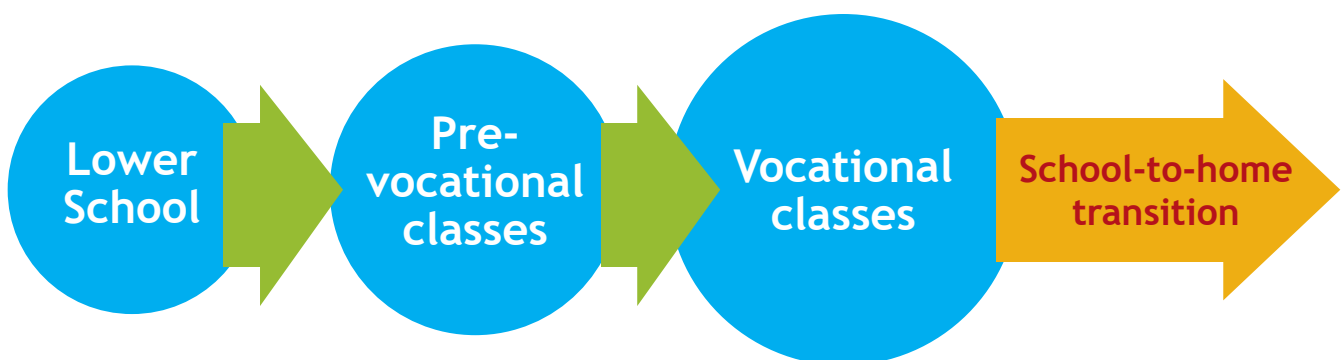 Lower
School
Pre-
vocational
classes
Vocational
classes
School-to-home
transition